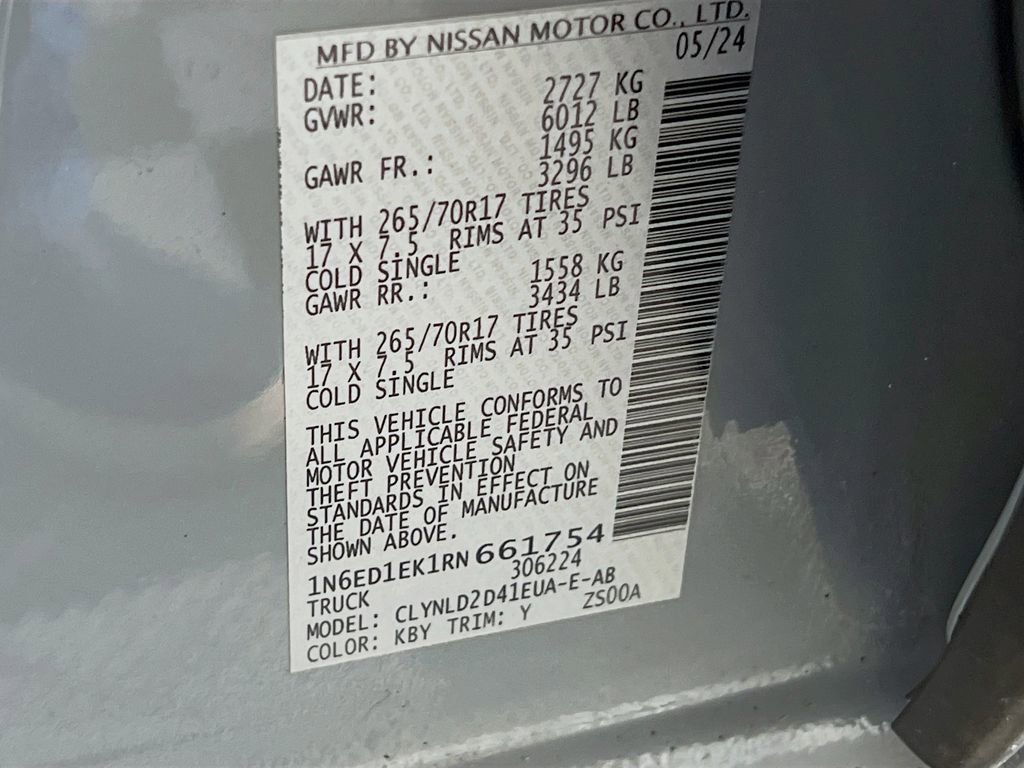 MFD BY NISSAN MOTOR CO., LTD.
DATE: 05/24
GVWR: 2727 KG
6012 LB
GAWR FR.: 1495 KG
3296 LB
WITH 265/70R17 TIRES
17 X 7.5 RIMS AT 35 PSI
COLD SINGLE
GAWR RR.: 1558 KG
3434 LB
WITH 265/70R17 TIRES
17 X 7.5 RIMS AT 35 PSI
COLD SINGLE
THIS VEHICLE CONFORMS TO
ALL APPLICABLE FEDERAL
MOTOR VEHICLE SAFETY AND
THEFT PREVENTION
STANDARDS IN EFFECT ON
THE DATE OF MANUFACTURE
SHOWN ABOVE.
1N6ED1EK1RN661754
TRUCK 306224
MODEL: CLYNLD2D41EUA-E-AB
COLOR: KBY TRIM: Y ZS00A